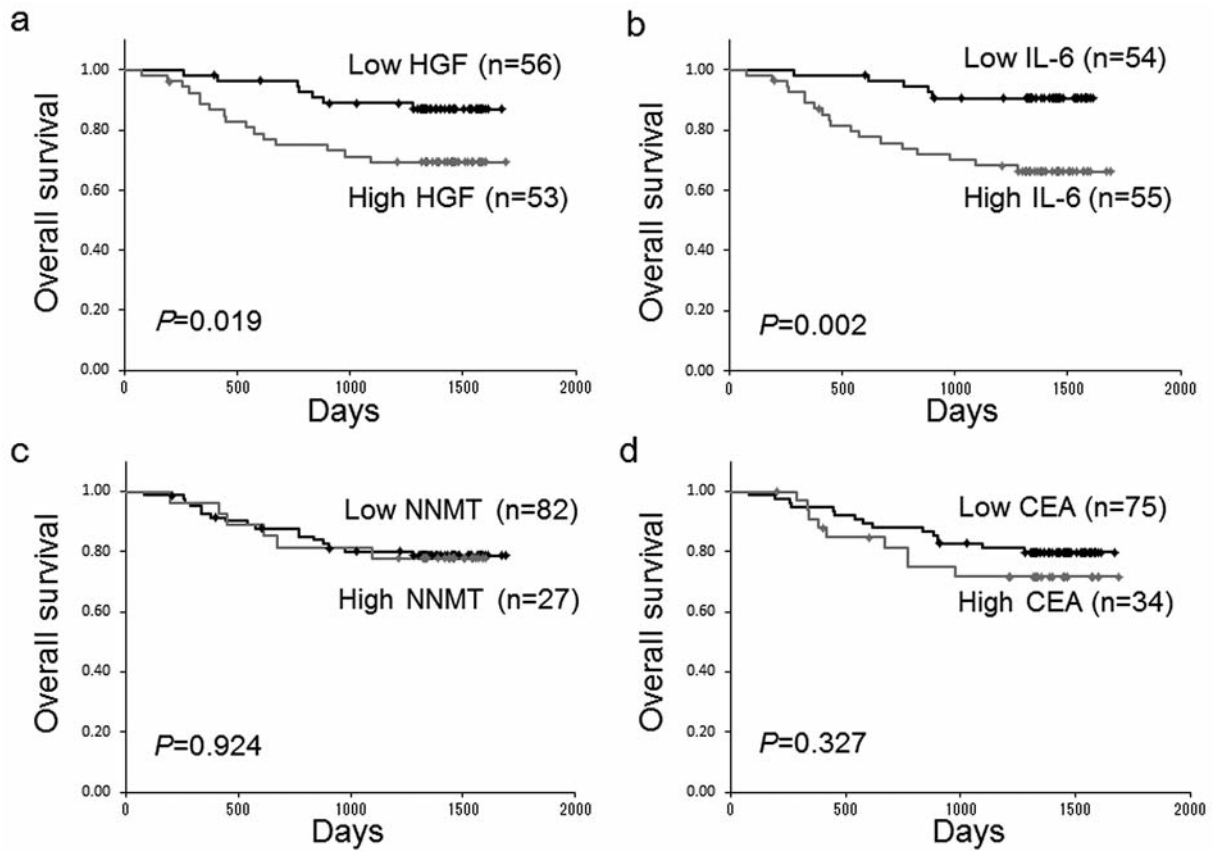 a
Overall survival
1.00
0.80
0.60
0.40
0.20
0.00
Low HGF (n=56)
High HGF (n=53)
P=0.019
0 500 1000 1500 2000
Days
b
Overall survival
1.00
0.80
0.60
0.40
0.20
0.00
Low IL-6 (n=54)
High IL-6 (n=55)
P=0.002
0 500 1000 1500 2000
Days
c
Overall survival
1.00
0.80
0.60
0.40
0.20
0.00
Low NNMT (n=82)
High NNMT (n=27)
P=0.924
0 500 1000 1500 2000
Days
d
Overall survival
1.00
0.80
0.60
0.40
0.20
0.00
Low CEA (n=75)
High CEA (n=34)
P=0.327
0 500 1000 1500 2000
Days